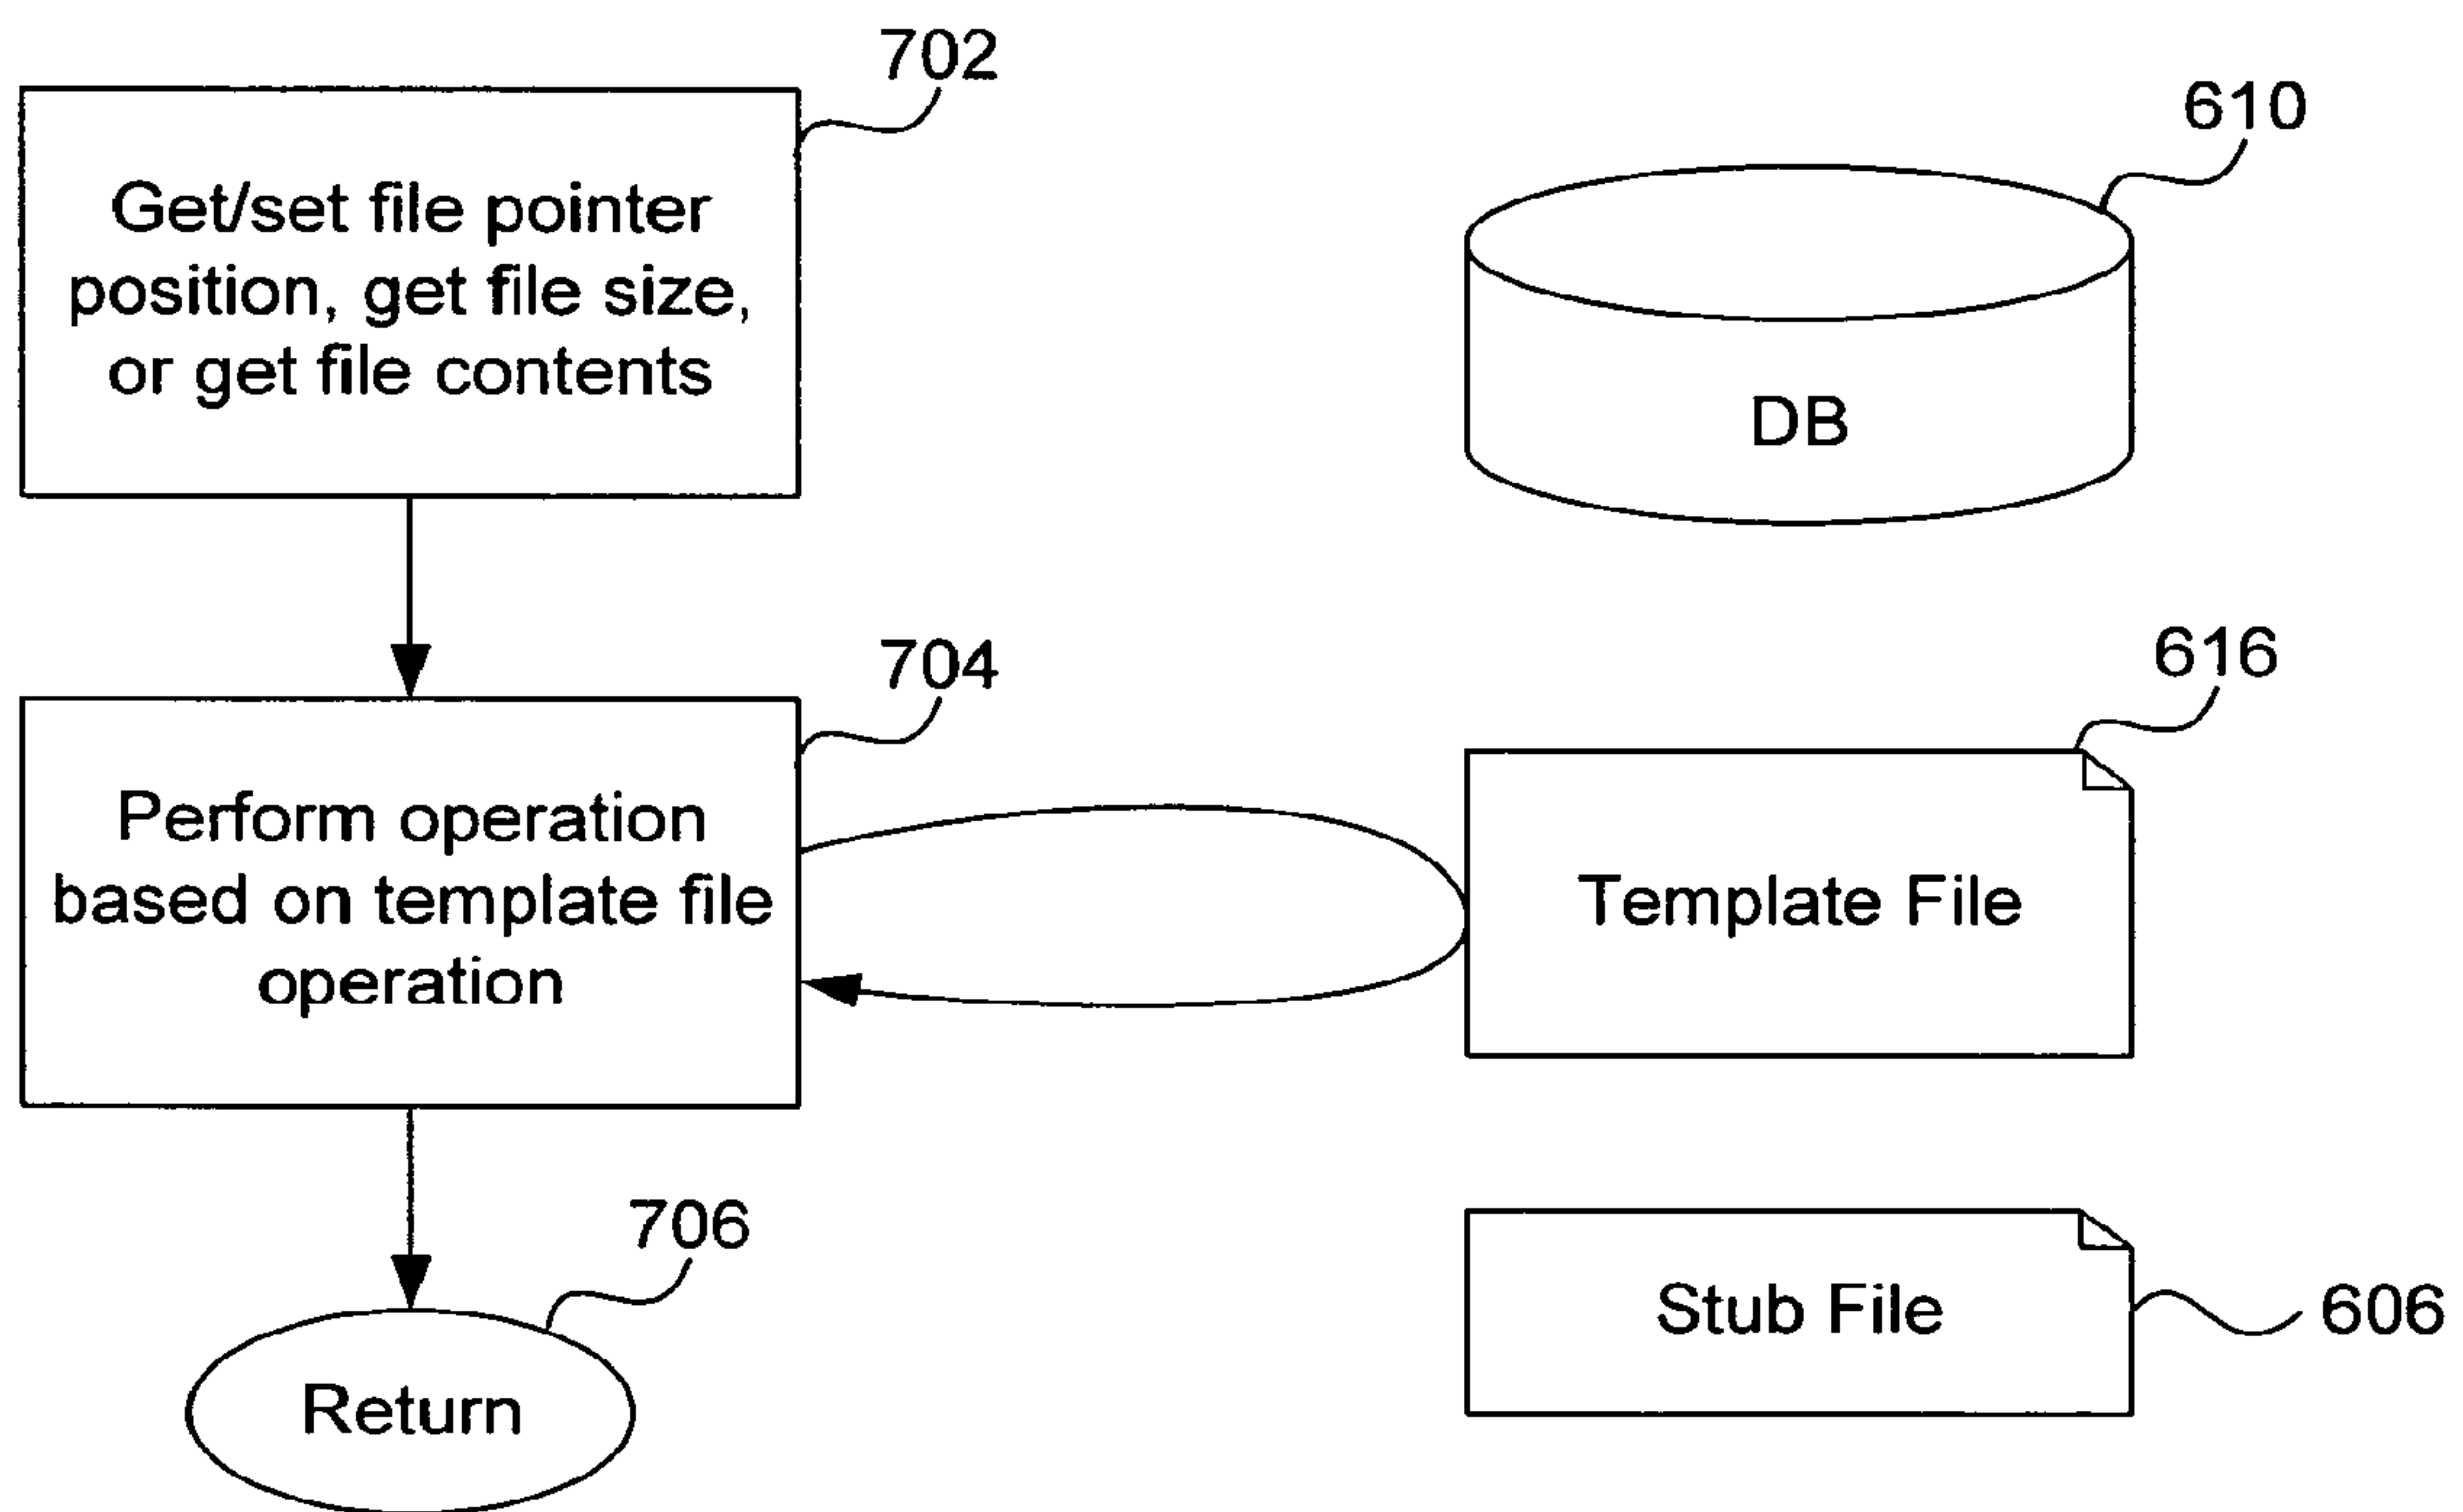 702
Get/set file pointer
position, get file size,
or get file contents
610
DB
704
Perform operation
based on template file
operation
616
Template File
706
Return
Stub File
606